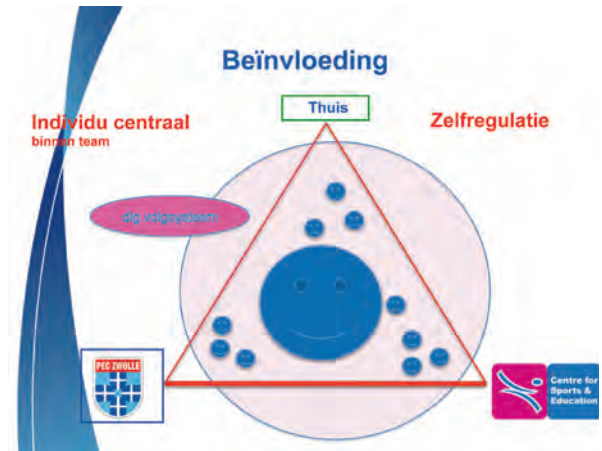 Beïnvloeding
Thuis
Individu centraal
binnen team
Zelfregulatie
dig volgsysteem
PEC ZWOLLE
Centre for
Sports &
Education